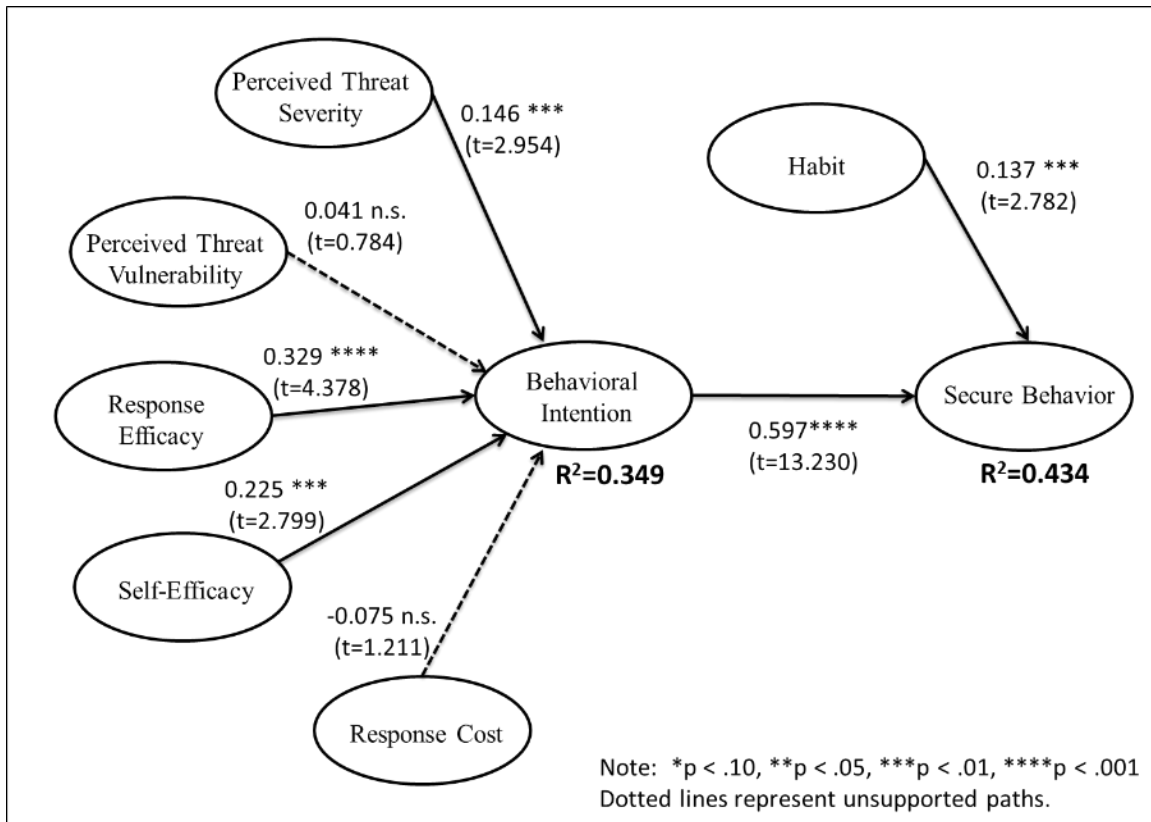 Perceived Threat
Severity
0.146 ***
(t=2.954)
Habit
0.137 ***
(t=2.782)
Perceived Threat
Vulnerability
0.041 n.s.
(t=0.784)
Response
Efficacy
0.329 ****
(t=4.378)
Behavioral
Intention
R²=0.349
0.597****
(t=13.230)
Secure Behavior
R²=0.434
Self-Efficacy
0.225 ***
(t=2.799)
-0.075 n.s.
(t=1.211)
Response Cost
Note: *p < .10, **p < .05, ***p < .01, ****p < .001
Dotted lines represent unsupported paths.